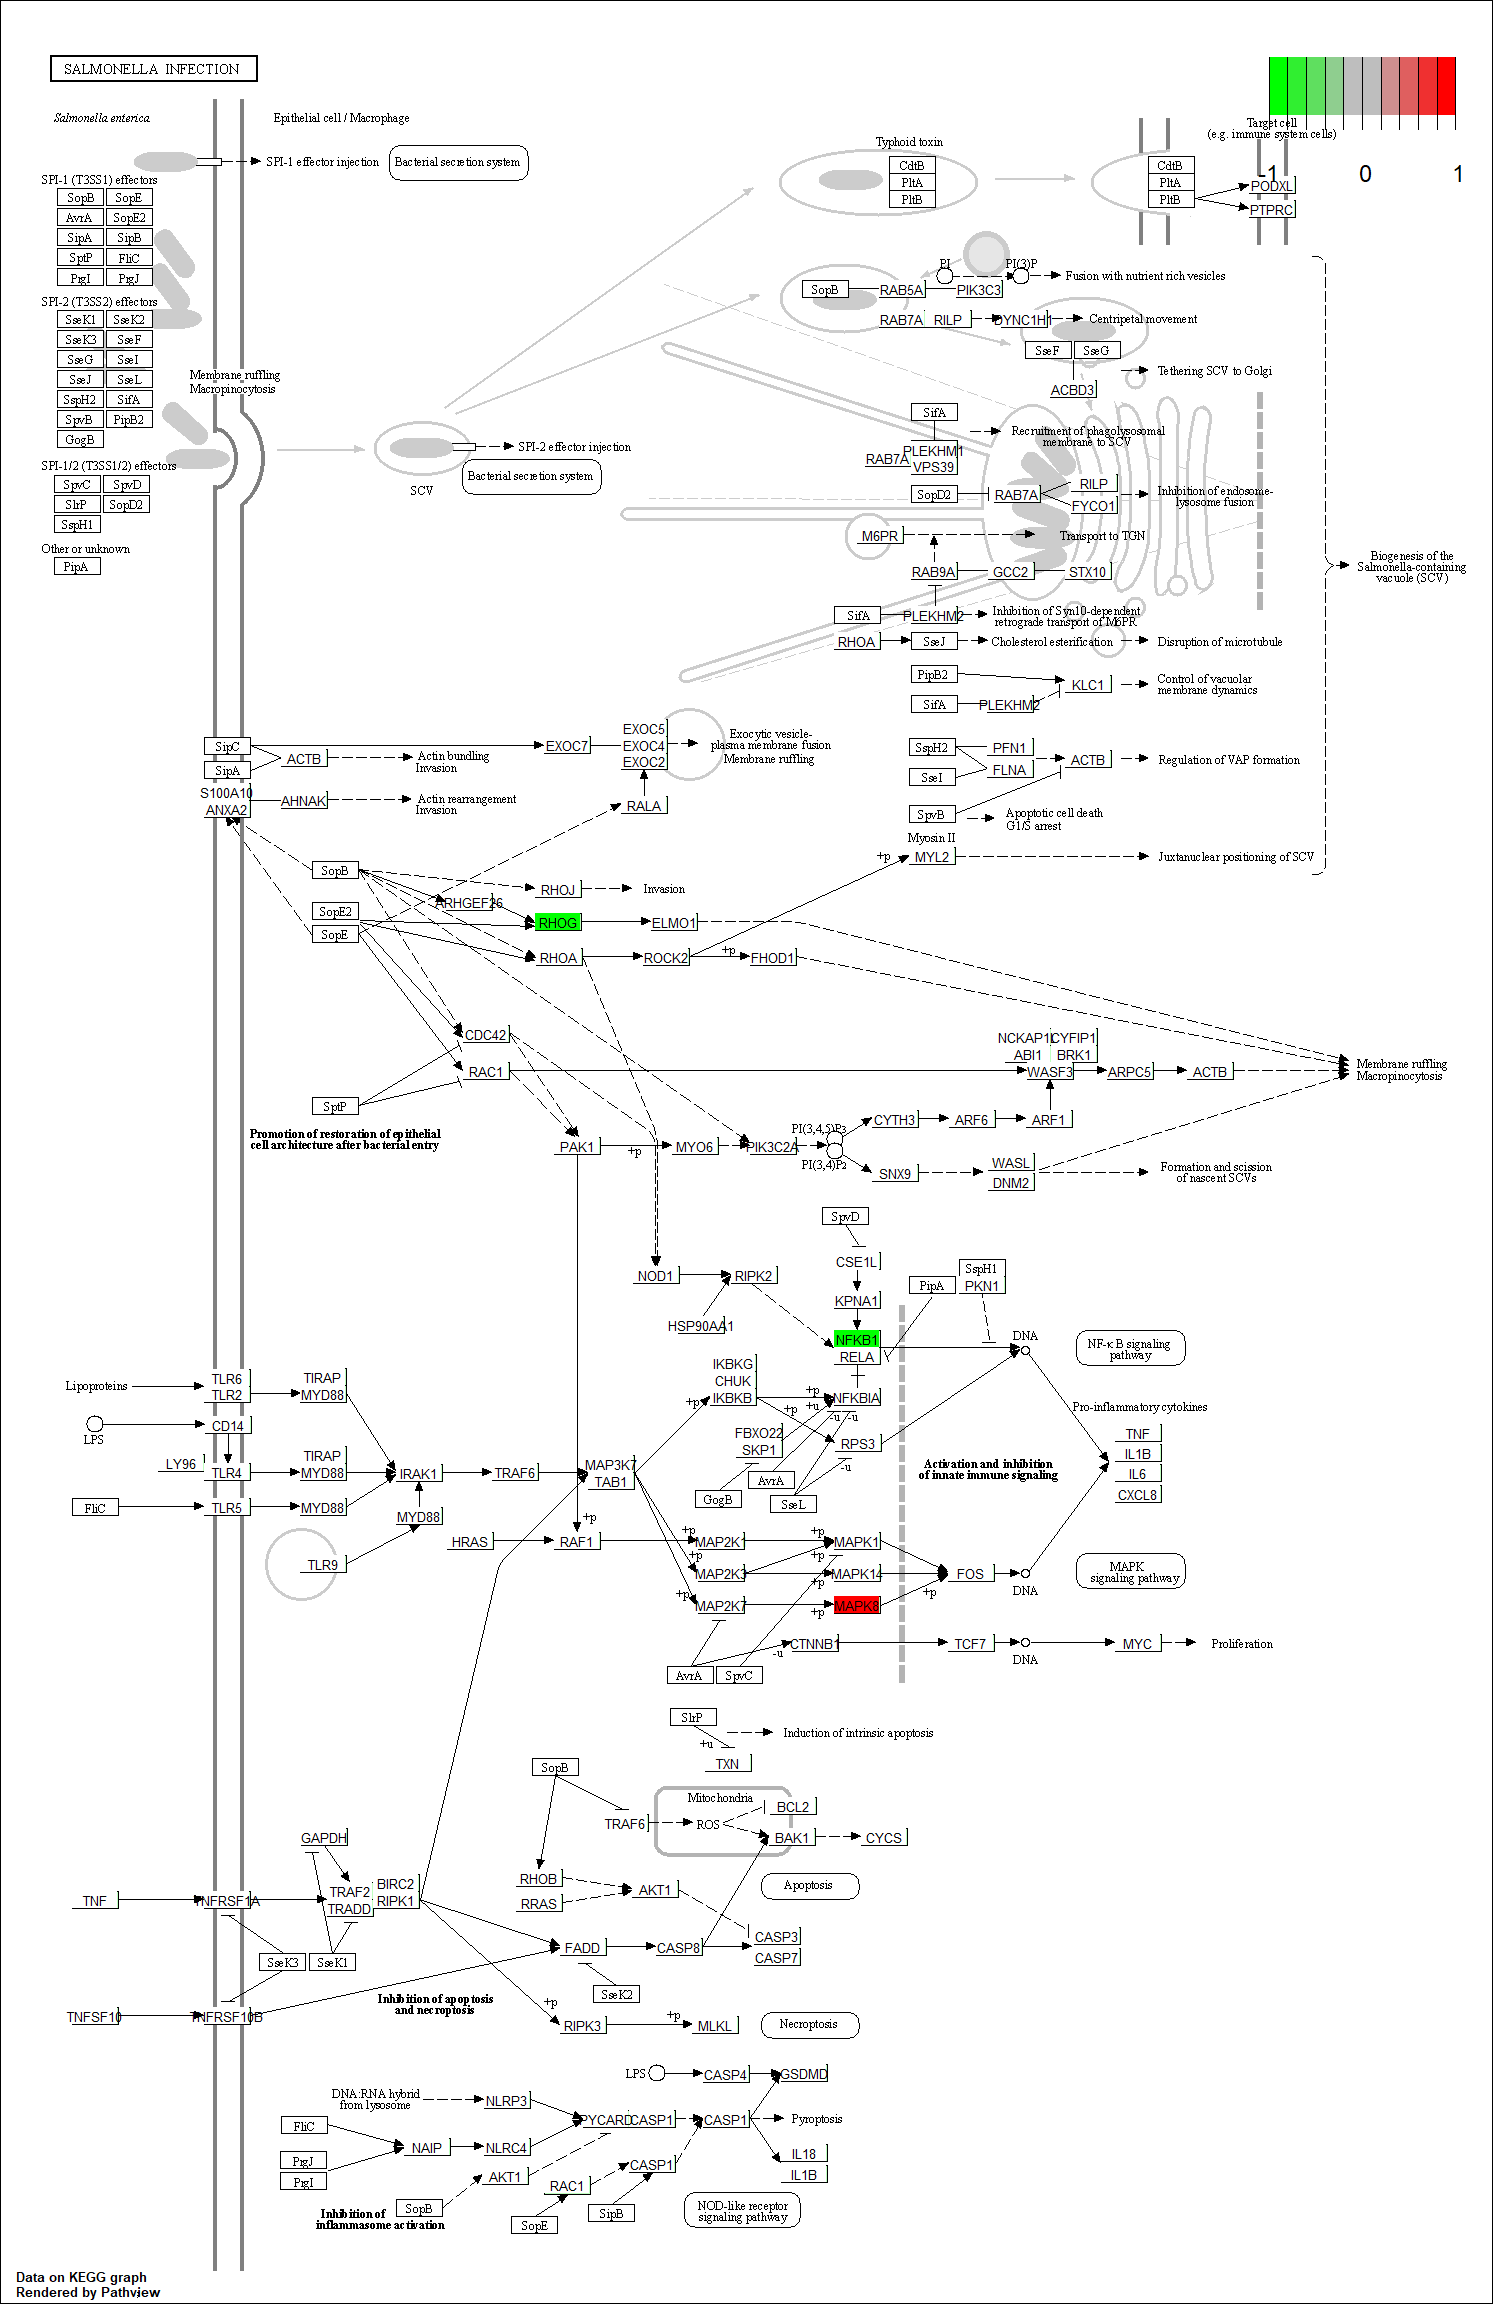 SALMONELLA INFECTION
-1 0 1
Salmonella enterica
Epithelial cell / Macrophage
SPI-1 effector injection
Bacterial secretion system
Typhoid toxin
CdtB
PltA
PltB
CdtB
PltA
PltB
Target cell
(e.g. immune system cells)
PODXL
PTPRC
SPI-1 (T3SS1) effectors
SopB SopE
AvrA SopE2
SipA SipB
SptP FliC
PrgI PrgJ
SPI-2 (T3SS2) effectors
SseK1 SseK2
SseK3 SseF
SseG SseI
SseJ SseL
SspH2 SifA
SpvB PipB2
GogB
SPI-1/2 (T3SS1/2) effectors
SpvC SpvD
SlrP SopD2
SspH1
Other or unknown
PipA
Membrane ruffling
Macropinocytosis
SCV
SPI-2 effector injection
Bacterial secretion system
PI PI(3)P
Fusion with nutrient rich vesicles
SopB RAB5A PIK3C3
RAB7A RILP DYNC1H1
Centripetal movement
SseF SseG
Tethering SCV to Golgi
ACBD3
SifA
Recruitment of phagolysosomal
membrane to SCV
PLEKHM1
RAB7A
VPS39
SopD2 RAB7A
RILP
FYCO1
Inhibition of endosome-
lysosome fusion
M6PR
Transport to TGN
RAB9A GCC2 STX10
Biogenesis of the
Salmonella-containing
vacuole (SCV)
SifA PLEKHM2
Inhibition of Syn10-dependent
retrograde transport of M6PR
RHOA SseJ
Cholesterol esterification
Disruption of microtubule
PipB2
KLC1
Control of vacuolar
membrane dynamics
SifA PLEKHM2
SipC
SipA
ACTB
Actin bundling
Invasion
EXOC7
EXOC5
EXOC4
EXOC2
Exocytic vesicle-
plasma membrane fusion
Membrane ruffling
SspH2
SseI
PFN1
FLNA
ACTB
Regulation of VAP formation
S100A10
ANXA2
AHNAK
Actin rearrangement
Invasion
RALA
SpvB
Apoptotic cell death
G1/S arrest
Myosin II
+p
MYL2
Juxtanuclear positioning of SCV
SopB
RHOJ
Invasion
ARHGEF26
SopE2
RHOG
ELMO1
SopE
RHOA ROCK2 +p FHOD1
CDC42
RAC1
SptP
NCKAP1L CYFIP1
ABI1 BRK1
WASF3 ARPC5 ACTB
Membrane ruffling
Macropinocytosis
Promotion of restoration of epithelial
cell architecture after bacterial entry
PAK1 +p MYO6 PIK3C2A
PI(3,4,5)P3
PI(3,4)P2
CYTH3 ARF6 ARF1
SNX9
WASL
DNM2
Formation and scission
of nascent SCVs
SpvD
CSE1L
KPNA1
NOD1 RIPK2
HSP90AA1
NFKB1
RELA
PipA
SspH1
PKN1
DNA
NF-κB signaling
pathway
Lipoproteins
TLR6
TLR2
TIRAP
MYD88
LPS
CD14
LY96 TLR4
TIRAP
MYD88
FliC TLR5 MYD88
IRAK1 TRAF6
MAP3K7
TAB1
MYD88
TLR9
IKBKG
CHUK
IKBKB
+p
+p
+u
NFKBIA
-u -u
+p
FBXO22
SKP1
RPS3
-u
GogB AvrA SseL
Pro-inflammatory cytokines
TNF
IL1B
IL6
CXCL8
Activation and inhibition
of innate immune signaling
HRAS +p RAF1
+p MAP2K1 +p MAPK1
+p MAP2K3 +p MAPK14
+p
+p MAP2K7 +p MAPK8
FOS
+p
DNA
MAPK
signaling pathway
AvrA SpvC
-u
CTNNB1 TCF7
DNA
MYC
Proliferation
SlrP
+u
TXN
Induction of intrinsic apoptosis
SopB
Mitochondria
TRAF6 ROS
BCL2
BAK1 CYCS
RHOB
RRAS
AKT1
Apoptosis
GAPDH
TNF TNFRSF1A
TRAF2
TRADD
BIRC2
RIPK1
SseK3 SseK1
FADD CASP8
CASP3
CASP7
SseK2
TNFSF10 TNFRSF10B
Inhibition of apoptosis
and necroptosis
+p
RIPK3 +p MLKL
Necroptosis
LPS CASP4 GSDMD
DNA:RNA hybrid
from lysosome
NLRP3
FliC
PYCARD CASP1 CASP1
Pyroptosis
NAIP NLRC4
PrgJ
PrgI
AKT1
SopB
CASP1
RAC1
IL18
IL1B
SipB
SopE
Inhibition of
inflammasome activation
NOD-like receptor
signaling pathway
Data on KEGG graph
Rendered by Pathview